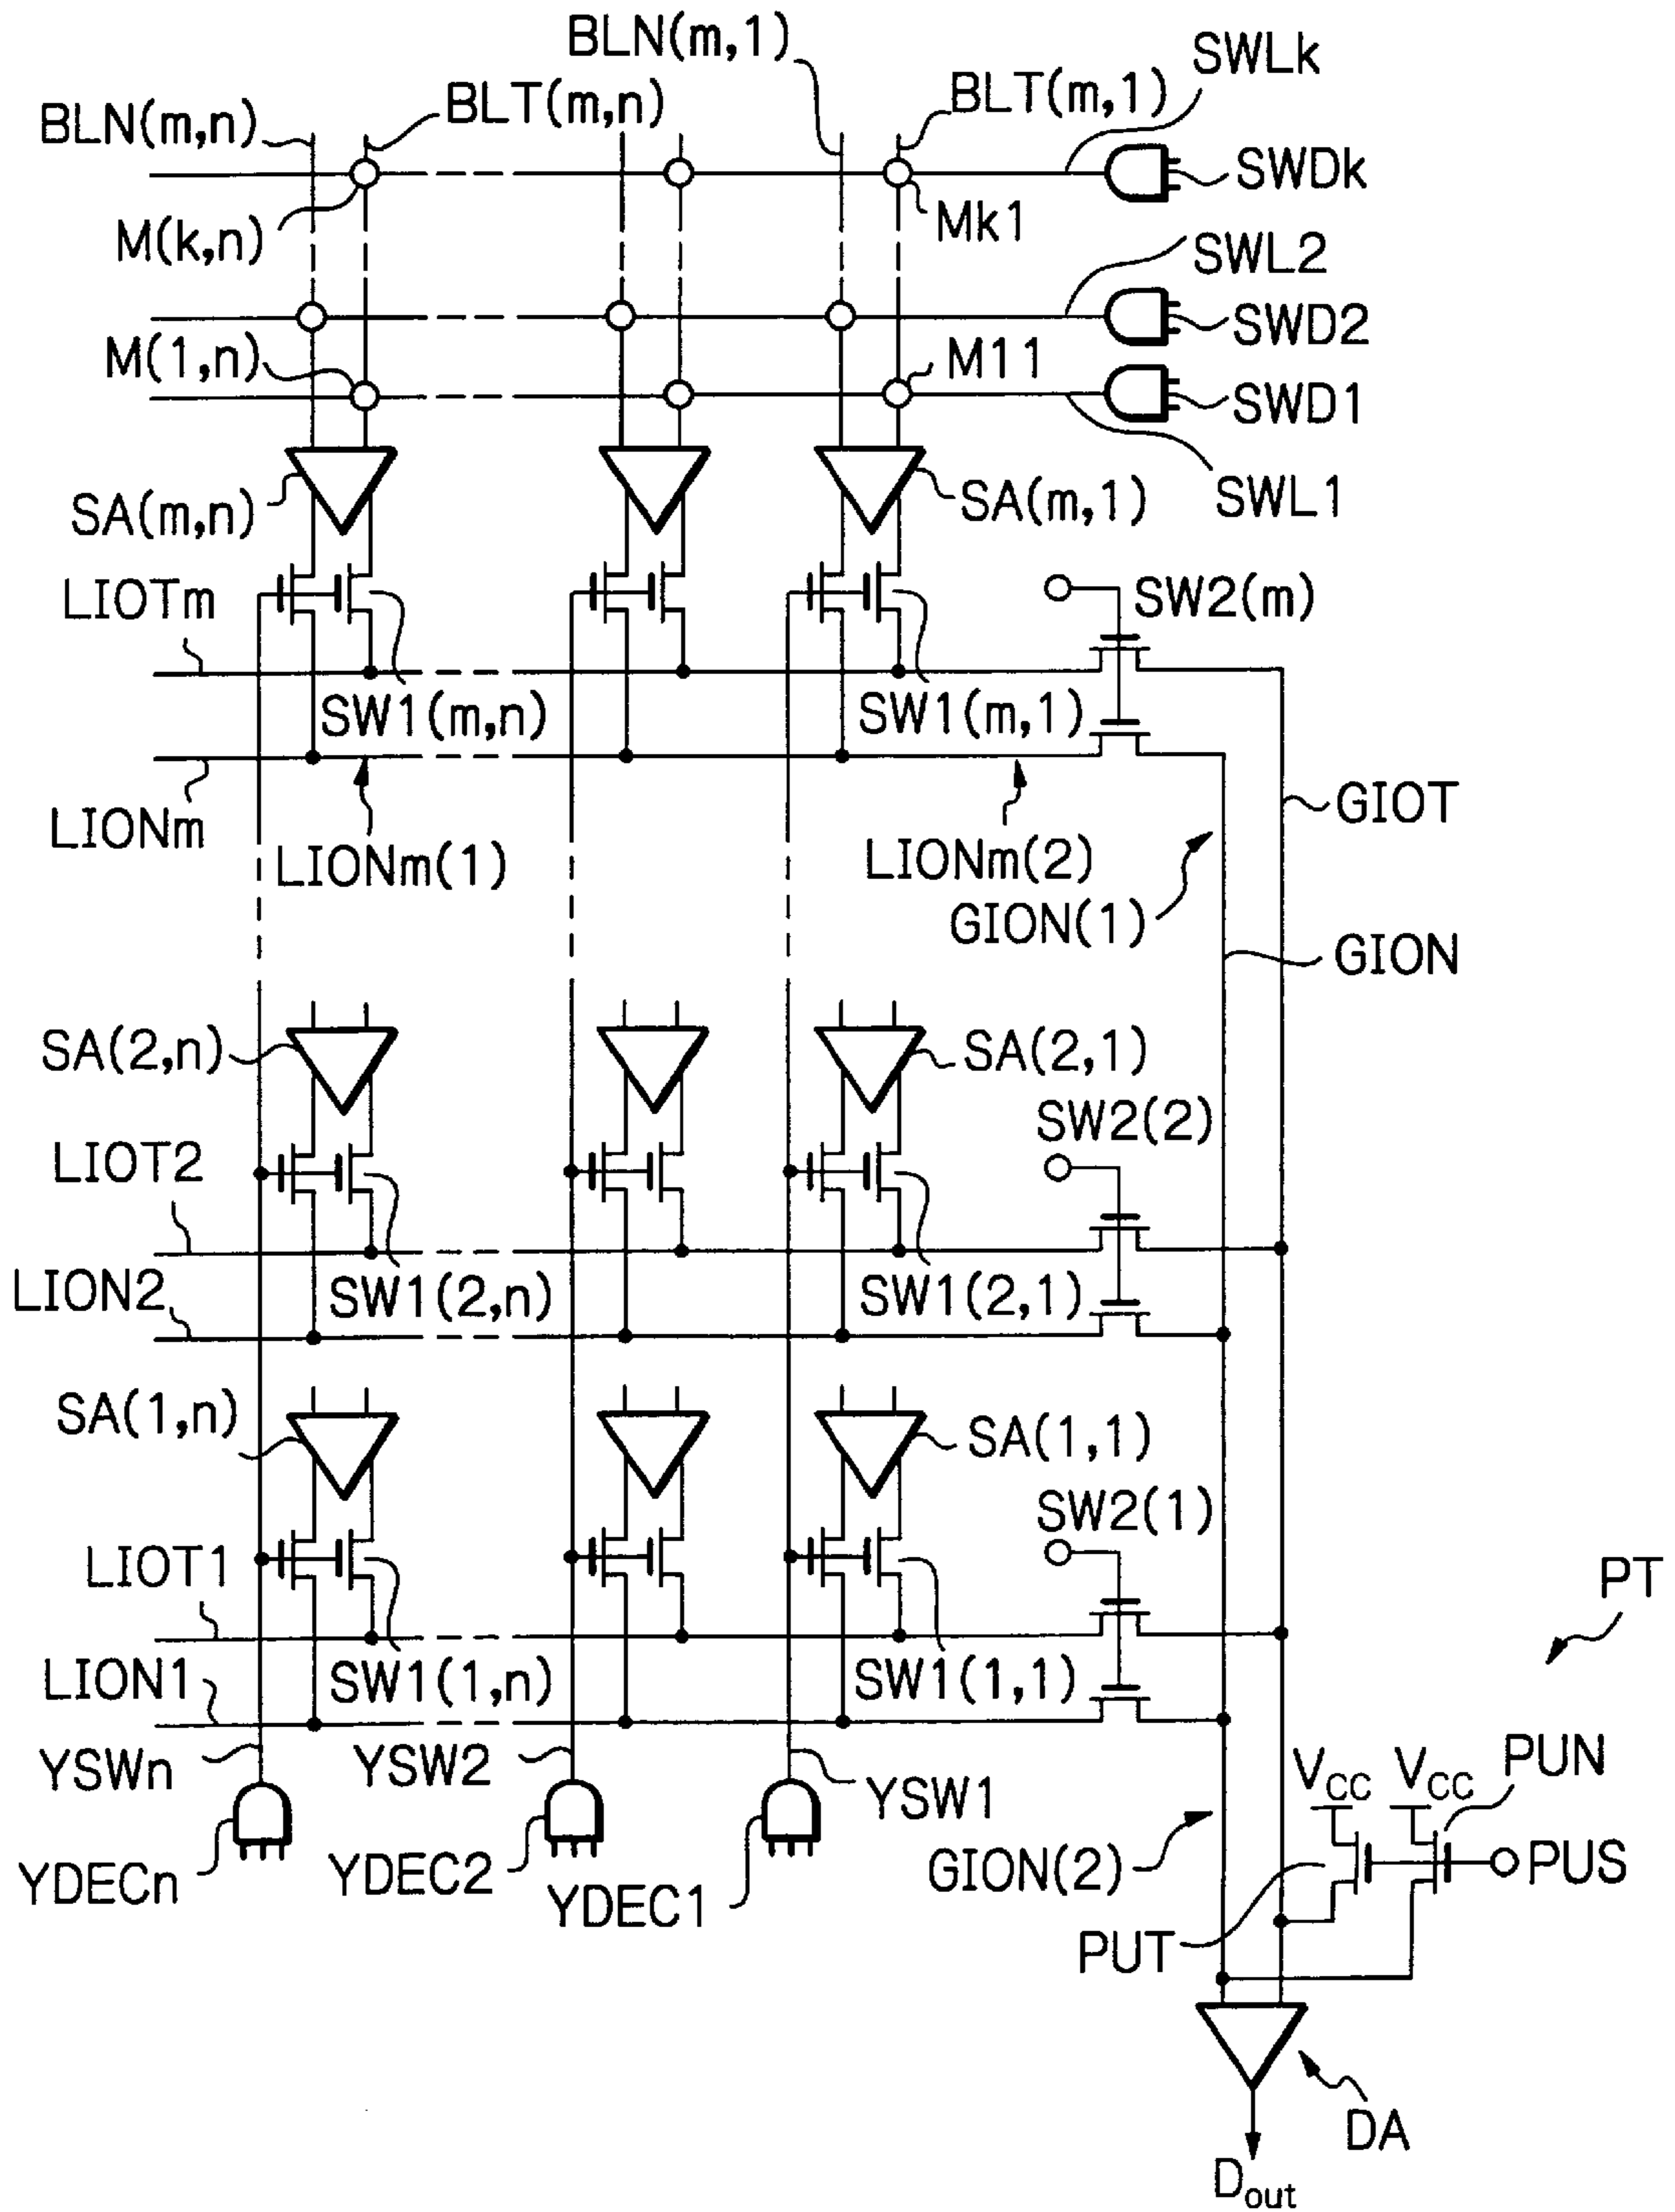 BLN(m,1)
SWLk
BLN(m,n)
BLT(m,n)
BLT(m,1)
SWDk
M(k,n)
Mk1
SWL2
SWD2
M(1,n)
M11
SWD1
SA(m,n)
SA(m,1)
SWL1
LIOTm
SW2(m)
SW1(m,n)
SW1(m,1)
LIONm
GIOT
LIONm(1)
LIONm(2)
GION(1)
GION
SA(2,n)
SA(2,1)
SW2(2)
LIOT2
LION2
SW1(2,n)
SW1(2,1)
SA(1,n)
SA(1,1)
SW2(1)
LIOT1
PT
LION1
SW1(1,n)
SW1(1,1)
YSWn
YSW2
YSW1
VCC
VCC
PUN
YDECn
YDEC2
YDEC1
GION(2)
PUS
PUT
DA
Dout